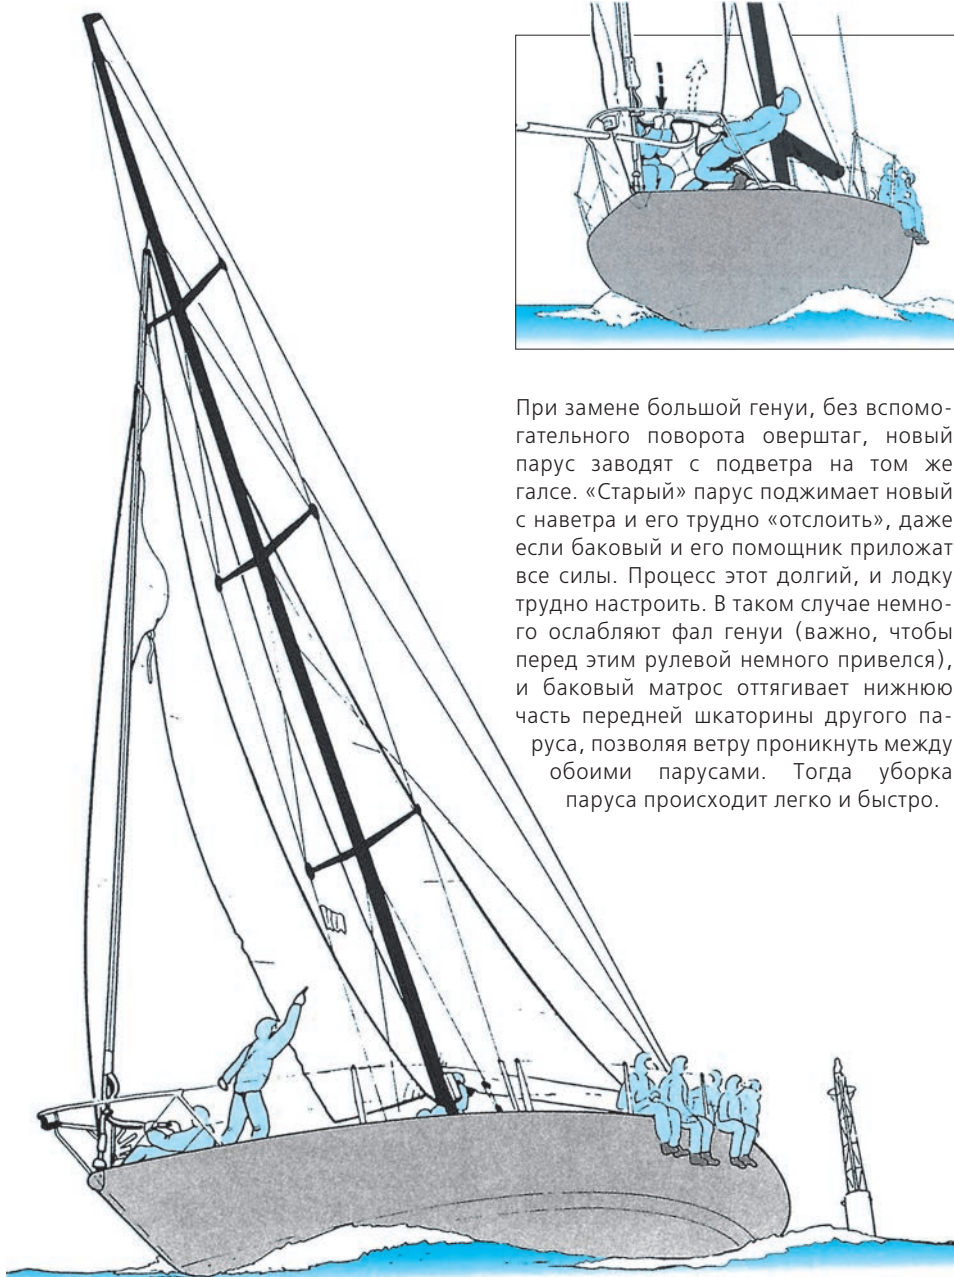 При замене большой генуи, без вспомо-
гательного поворота оверштаг, новый
парус заводят с подветра на том же
галсе. «Старый» парус поджимает новый
с наветра и его трудно «отслоить», даже
если баковый и его помощник приложат
все силы. Процесс этот долгий, и лодку
трудно настроить. В таком случае немно-
го ослабляют фал генуи (важно, чтобы
перед этим рулевой немного привелся),
и баковый матрос оттягивает нижнюю
часть передней шкаторины другого па-
руса, позволяя ветру проникнуть между
обоими парусами. Тогда уборка
паруса происходит легко и быстро.